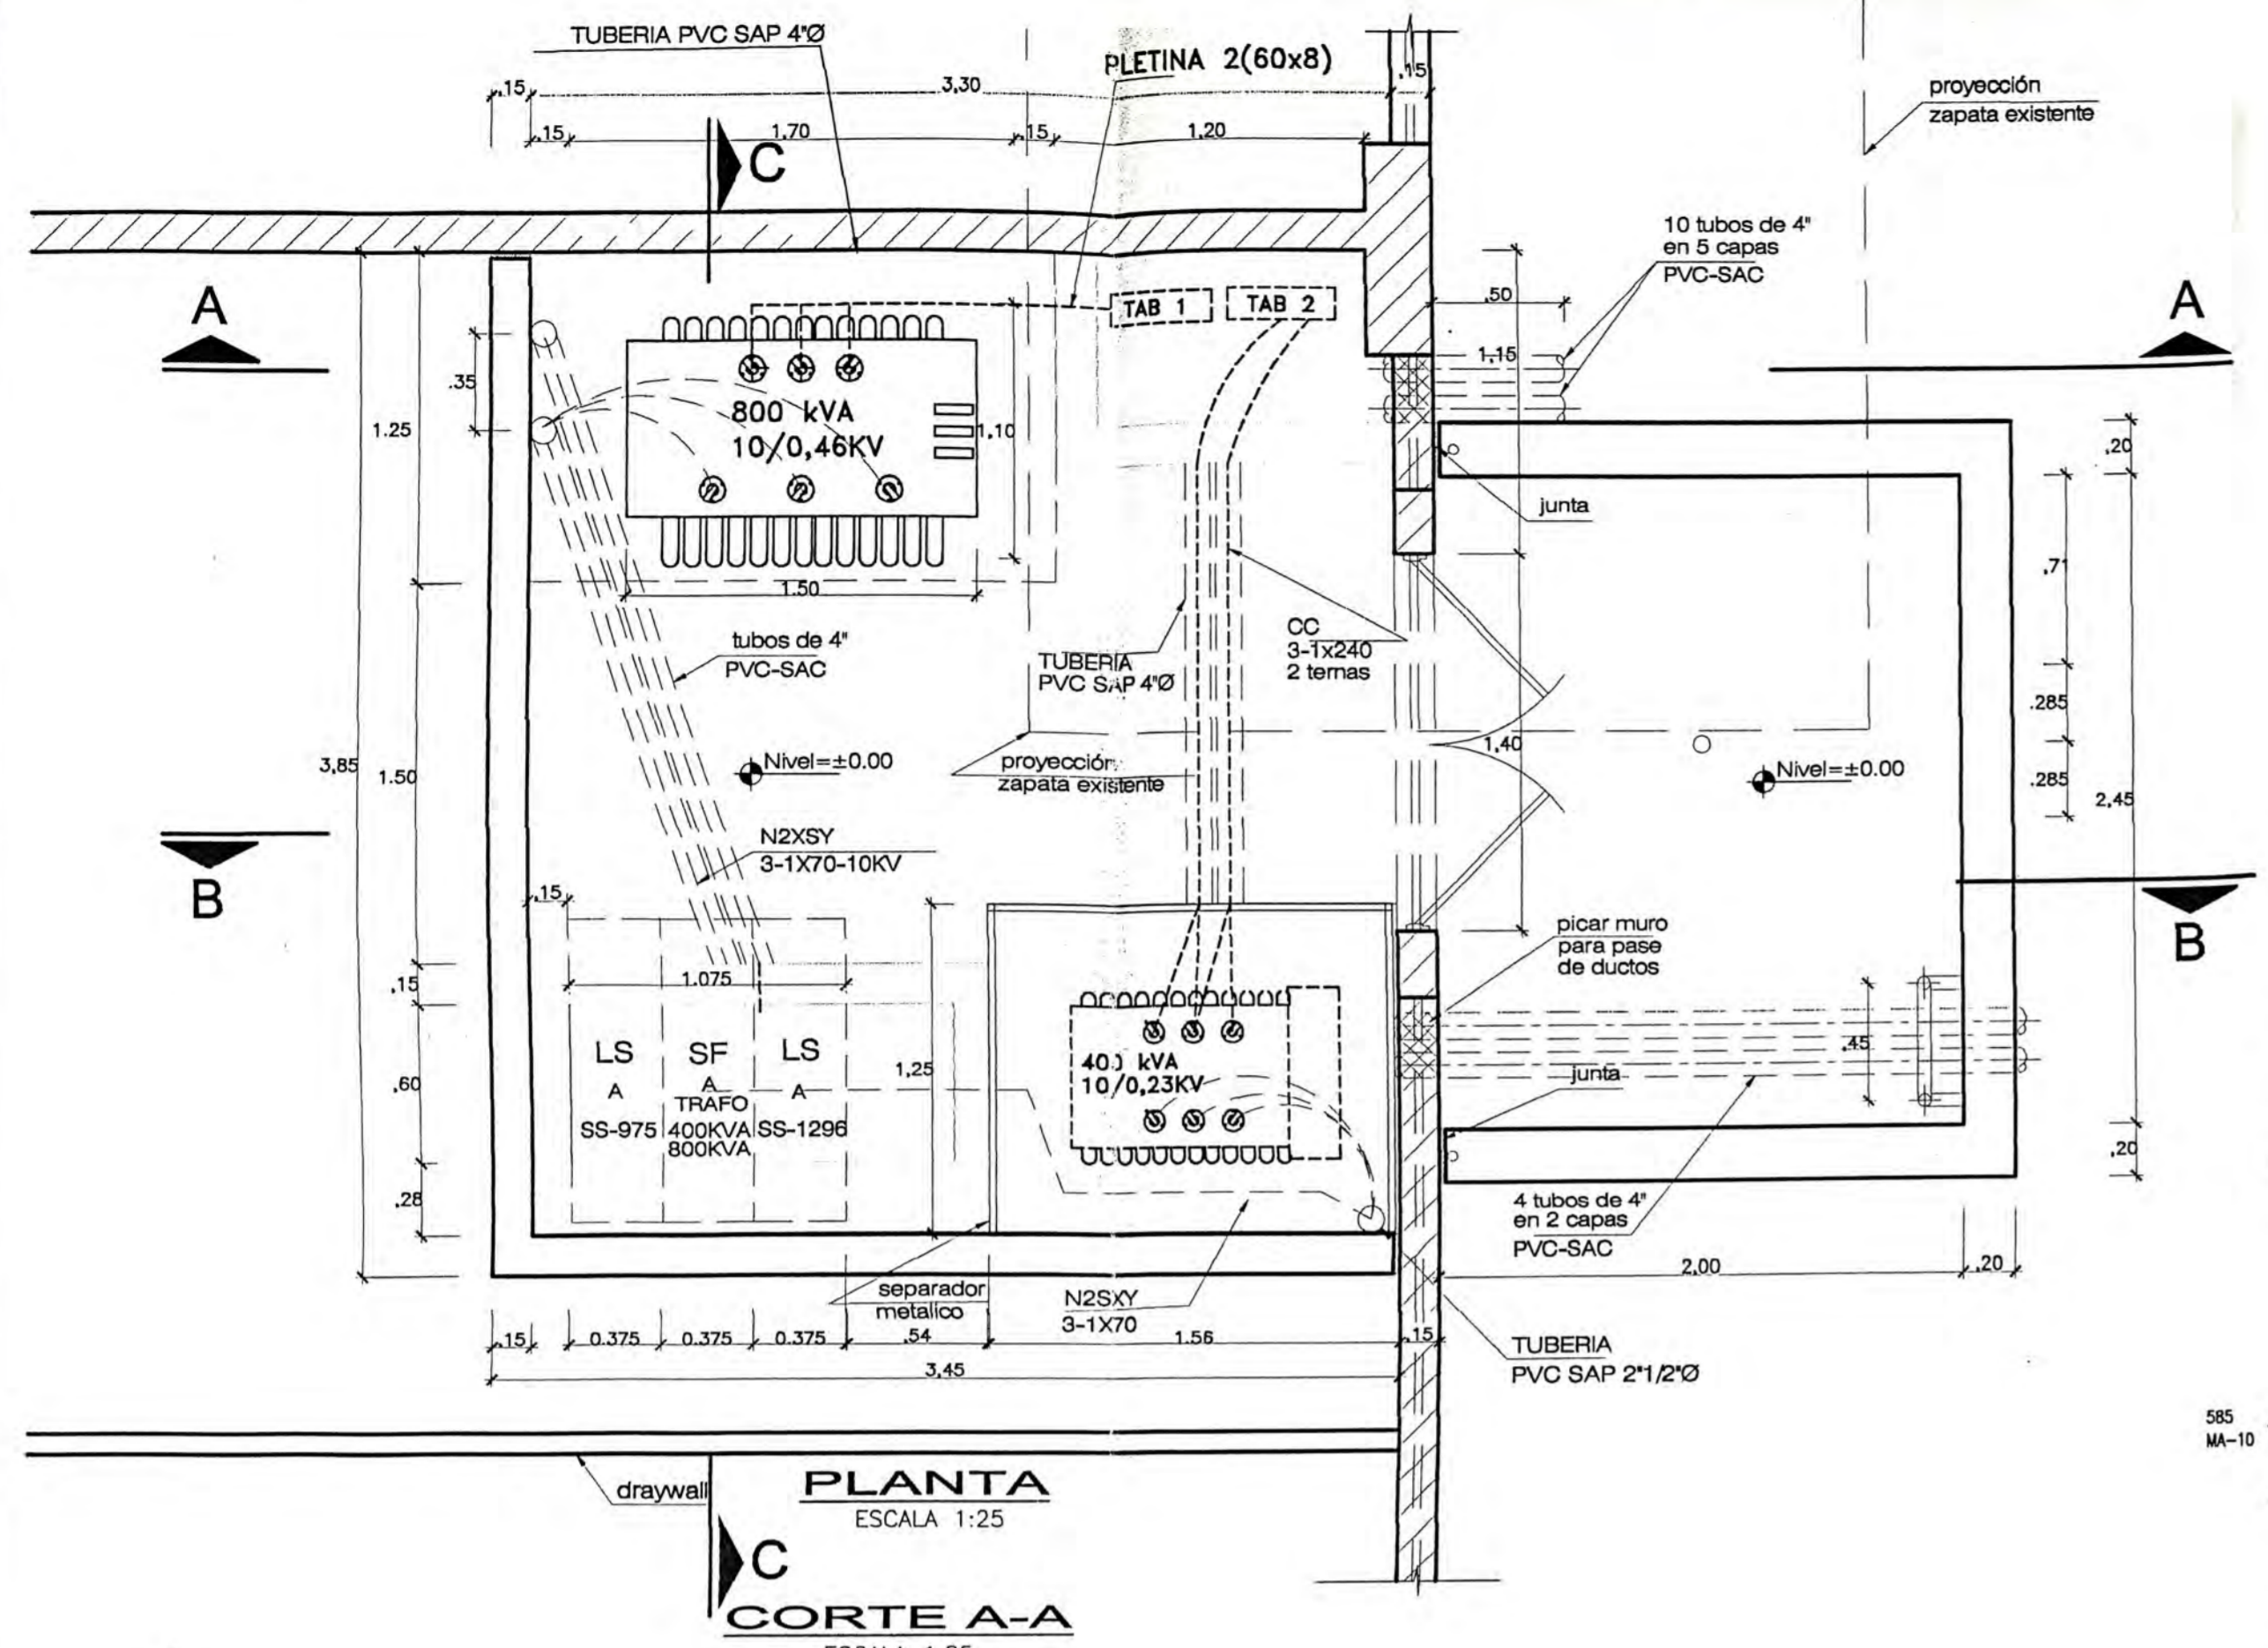 TUBERIA PVC SAP 4"Ø
PLETINA 2(60x8)
proyección
zapata existente
.15
3,30
,15
.15
1,70
,15
1,20
C
10 tubos de 4"
en 5 capas
PVC-SAC
A
A
,50
1,15
TAB 1
TAB 2
.35
1.25
800 kVA
10/0,46KV
1,10
,20
junta
,71
1.50
tubos de 4"
PVC-SAC
TUBERIA
PVC SAP 4"Ø
CC
3-1x240
2 ternas
.285
.285
3,85
1.50
Nivel=±0.00
proyección
zapata existente
1,40
Nivel=±0.00
2,45
B
B
N2XSY
3-1X70-10KV
.15
picar muro
para pase
de ductos
,15
1.075
LS
SF
LS
A
A
A
TRAFO
SS-975
400KVA
SS-1296
800KVA
,60
1,25
400 kVA
10/0,23KV
,45
junta
,28
,20
4 tubos de 4"
en 2 capas
PVC-SAC
2,00
,20
separador
metalico
N2SXY
3-1X70
.15
0.375
0.375
0.375
,54
1.56
.15
3,45
TUBERIA
PVC SAP 2"1/2"Ø
585
MA-10
draywall
PLANTA
ESCALA 1:25
C
CORTE A-A